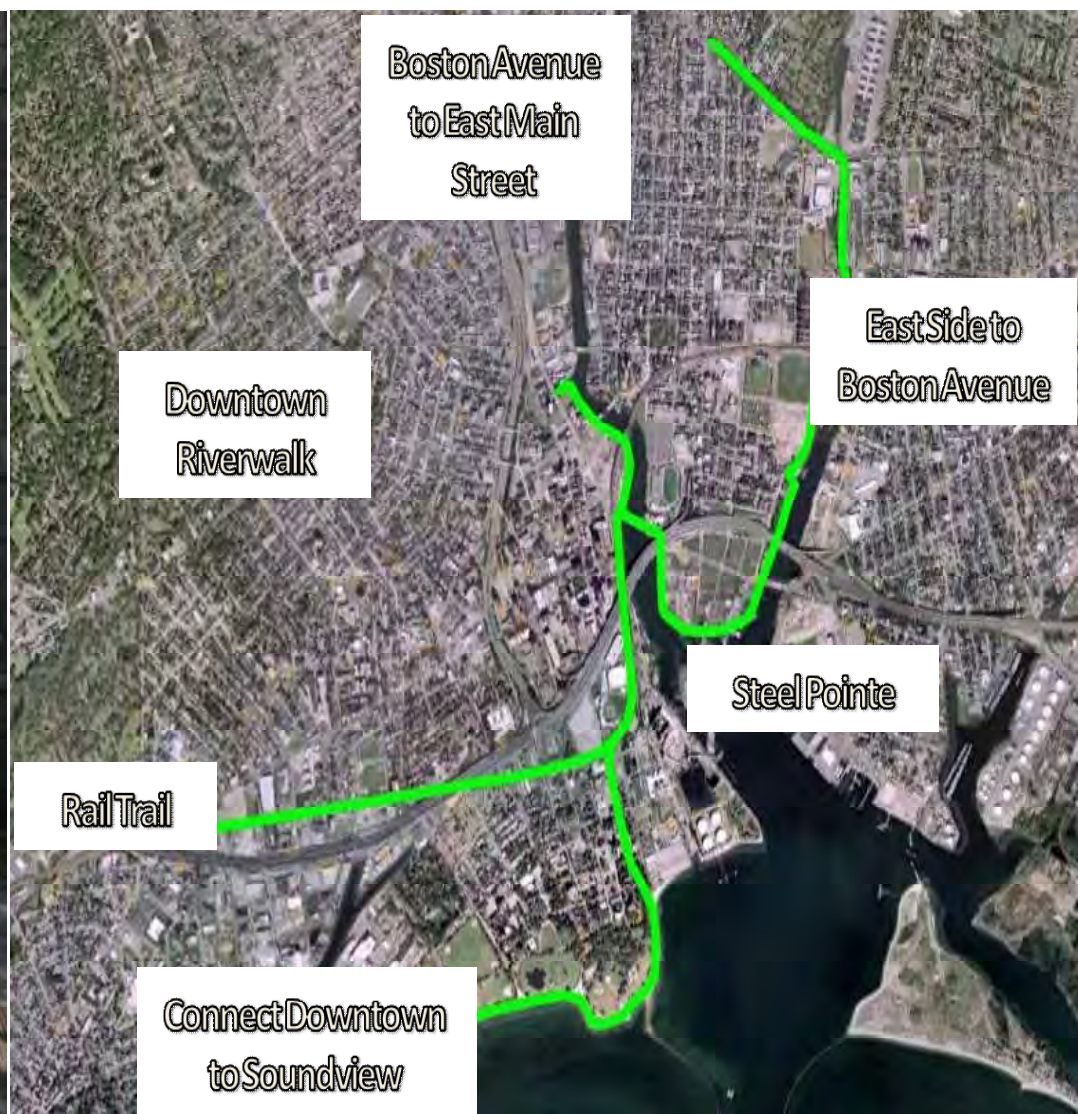 Boston Avenue
to East Main
Street
East Side to
Boston Avenue
Downtown
Riverwalk
Steel Pointe
Rail Trail
Connect Downtown
to Soundview